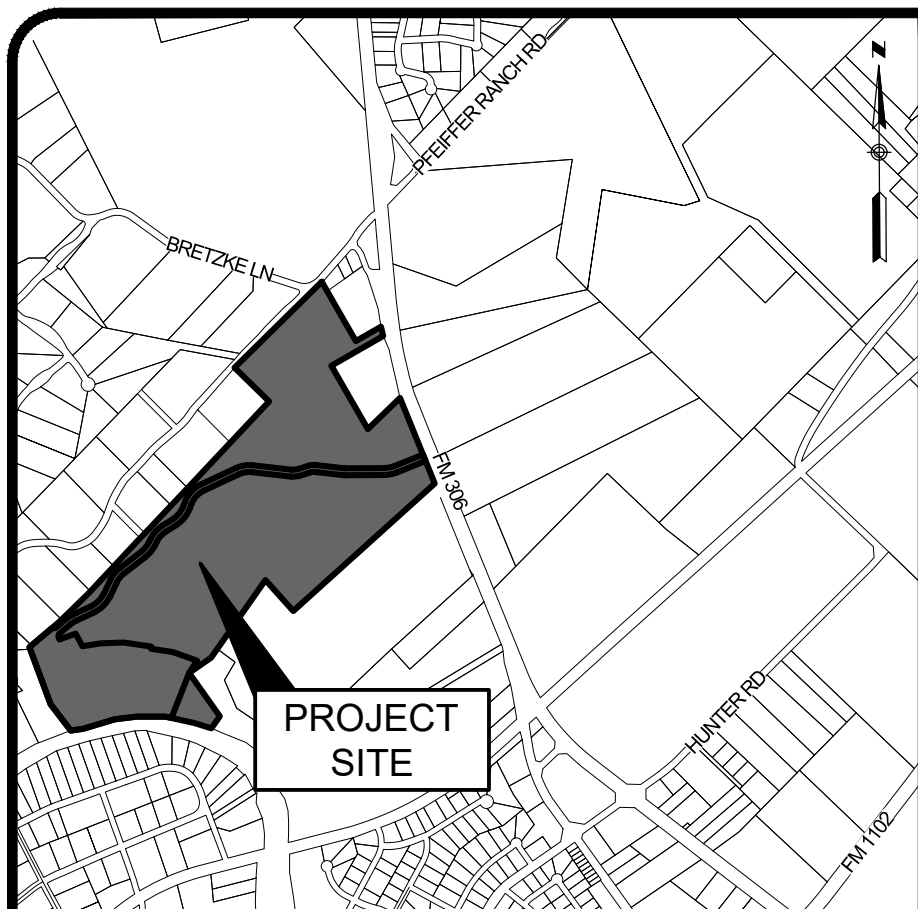 N
PFEIFFER RANCH RD
BRETZKE LN
FM 306
PROJECT
SITE
HUNTER RD
FM 1102